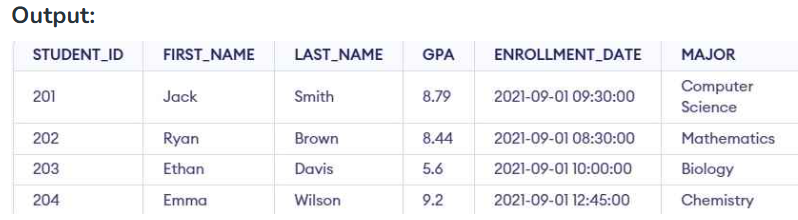 Output:
STUDENT_ID FIRST_NAME LAST_NAME GPA ENROLLMENT_DATE MAJOR
201 Jack Smith 8.79 2021-09-01 09:30:00 Computer Science
202 Ryan Brown 8.44 2021-09-01 08:30:00 Mathematics
203 Ethan Davis 5.6 2021-09-01 10:00:00 Biology
204 Emma Wilson 9.2 2021-09-01 12:45:00 Chemistry